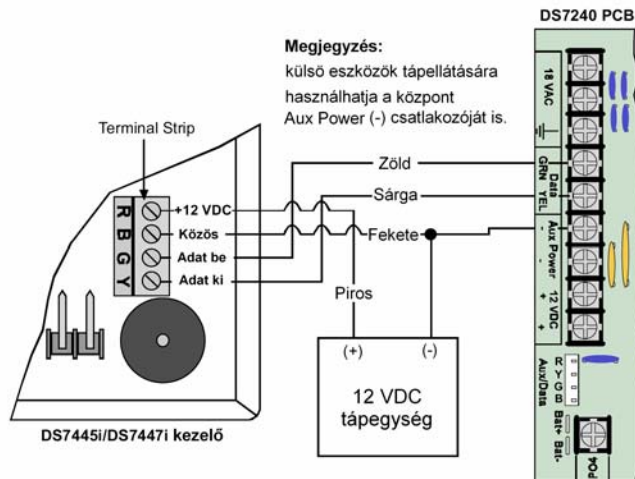 DS7240 PCB
Megjegyzés:
külső eszközök tápellátására
használhatja a központ
Aux Power (-) csatlakozóját is.
Terminal Strip
R
B
G
Y
+12 VDC
Közös
Adat be
Adat ki
Zöld
Sárga
Fekete
Piros
(+)
(-)
12 VDC
tápegység
DS7445i/DS7447i kezelő
18 VAC
Data
GRN
YEL
Aux Power
-
-
12 VDC
+
+
Aux/Data
R
Y
G
B
Bat+
Bat-
PO4